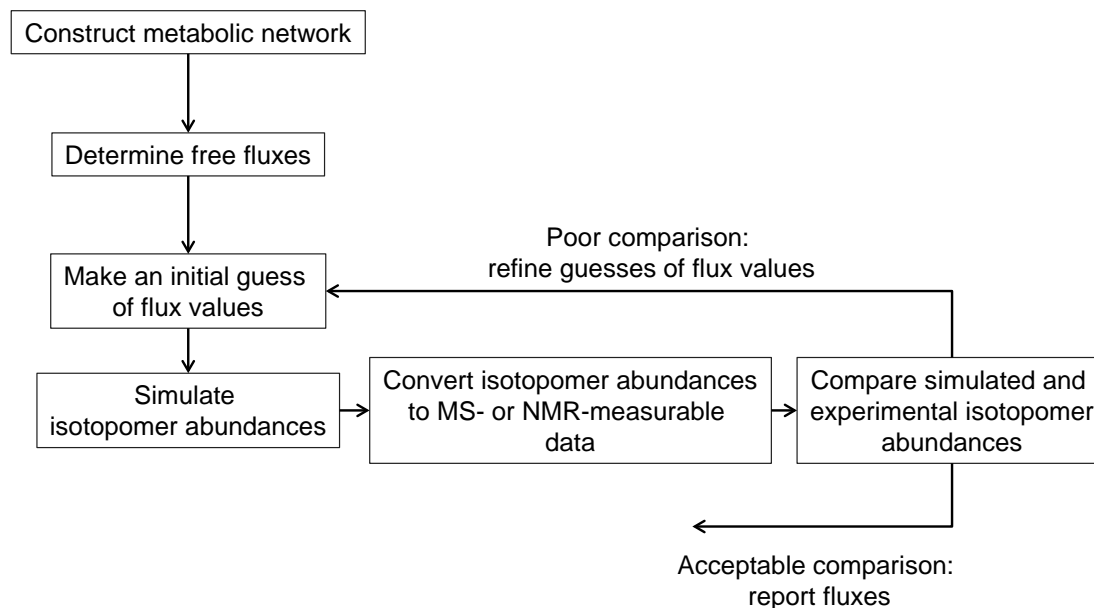 Construct metabolic network
Determine free fluxes
Poor comparison:
refine guesses of flux values
Make an initial guess
of flux values
Simulate
isotopomer abundances
Convert isotopomer abundances
to MS- or NMR-measurable
data
Compare simulated and
experimental isotopomer
abundances
Acceptable comparison:
report fluxes